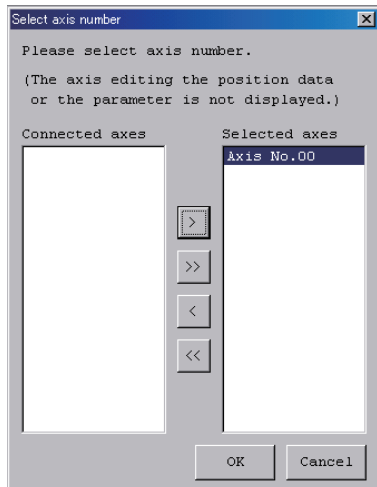 Select axis number
Please select axis number.
(The axis editing the position data
or the parameter is not displayed.)
Connected axes
Selected axes
Axis No.00
>
>>
<
<<
OK
Cancel